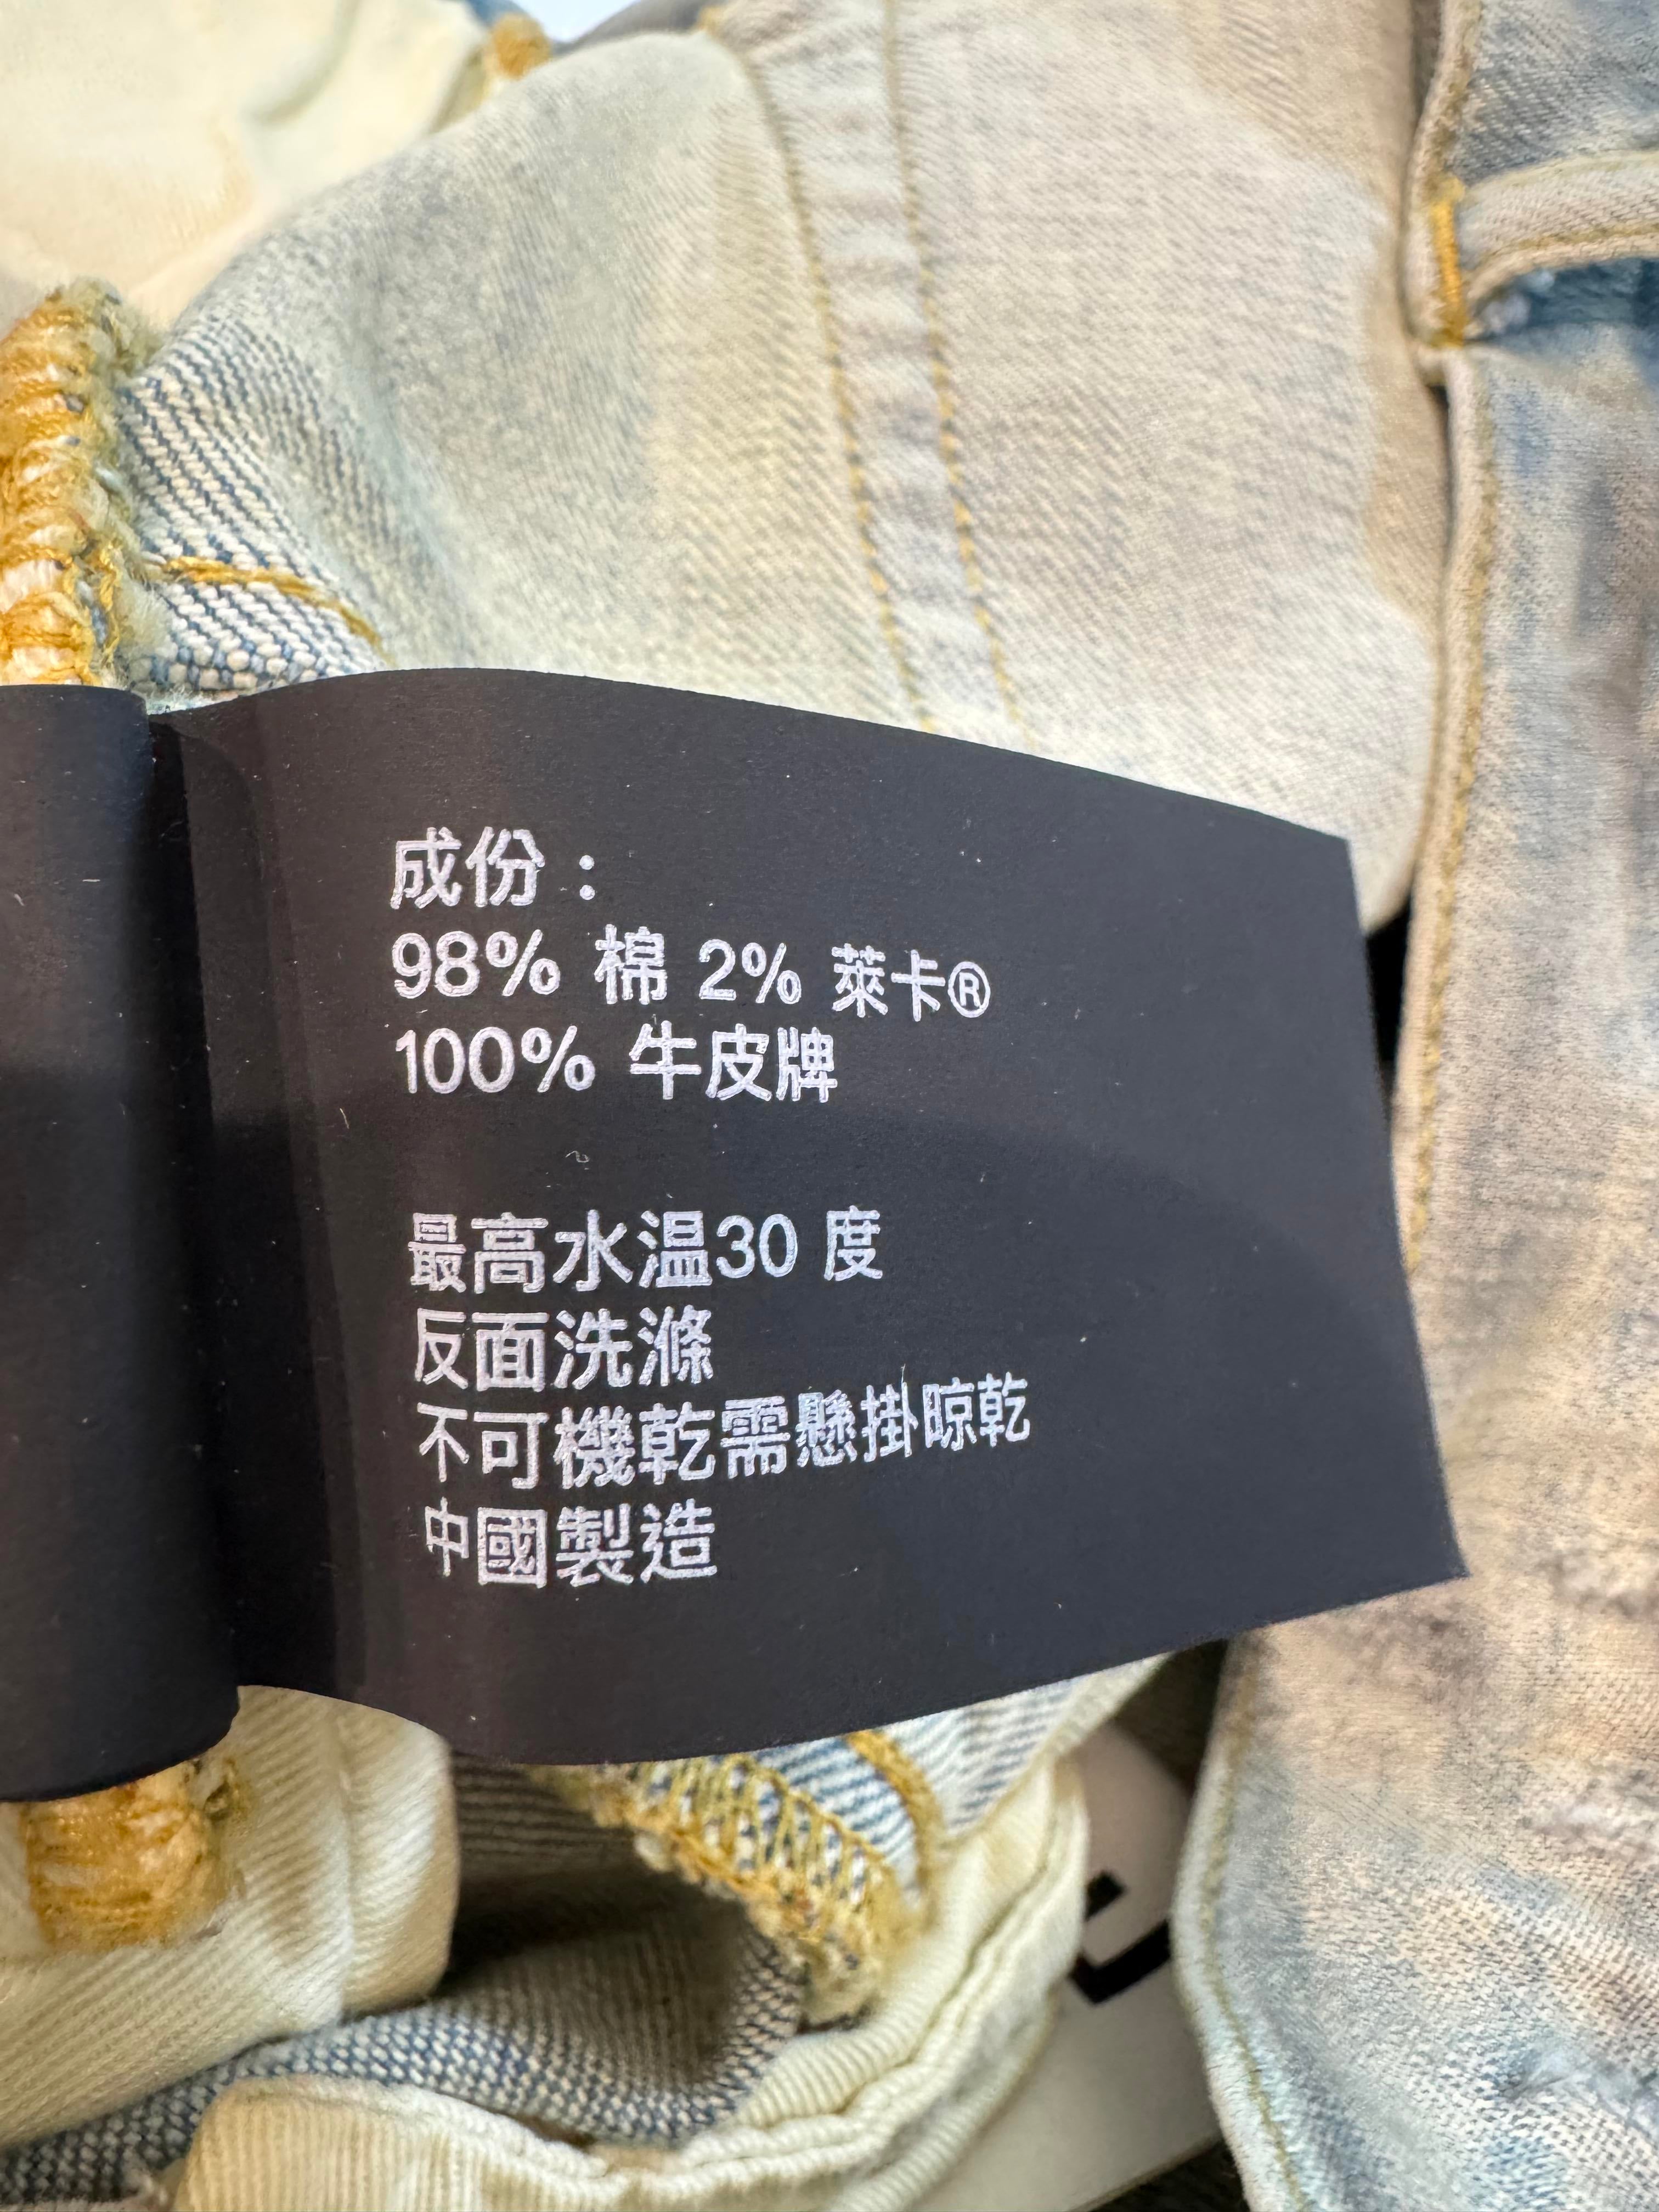 成份：
98% 棉 2% 萊卡®
100% 牛皮牌
最高水温30 度
反面洗滌
不可機乾需懸掛晾乾
中國製造